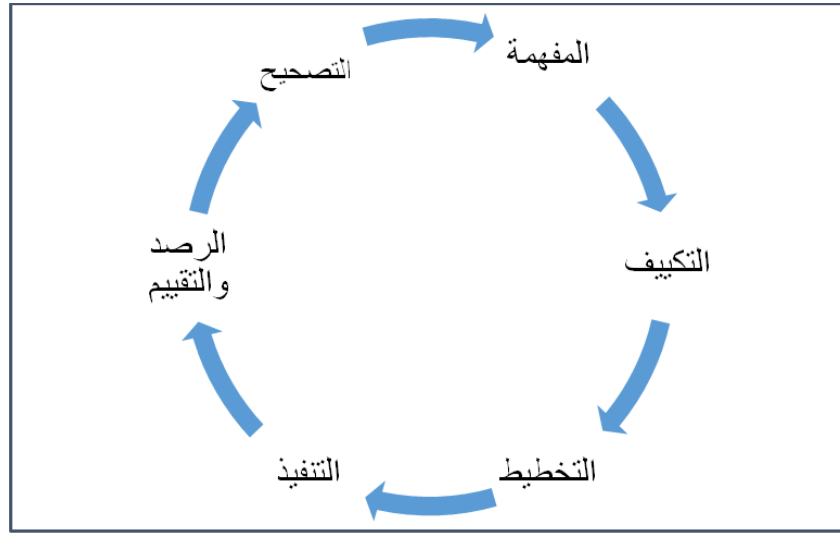 المفهمة
التكييف
التخطيط
التنفيذ
الرصد
والتقييم
التصحيح